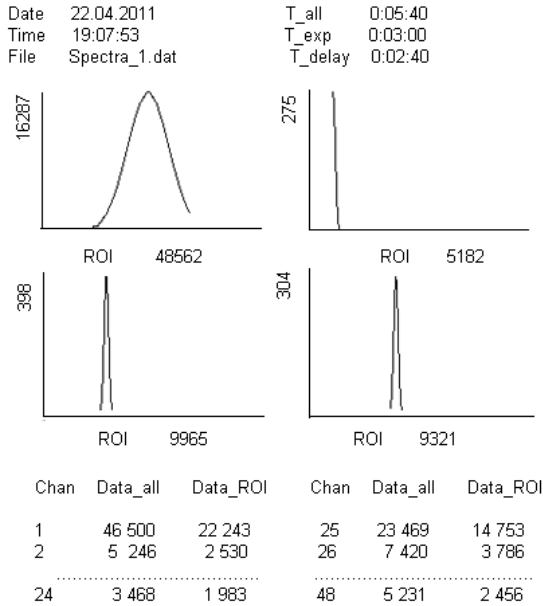 Date 22.04.2011 T_all 0:05:40
Time 19:07:53 T_exp 0:03:00
File Spectra_1.dat T_delay 0:02:40
16287 275
ROI 48562 ROI 5182
398 304
ROI 9965 ROI 9321
Chan Data_all Data_ROI Chan Data_all Data_ROI
1 46 500 22 243 25 23 469 14 753
2 5 246 2 530 26 7 420 3 786
24 3 468 1 983 48 5 231 2 456